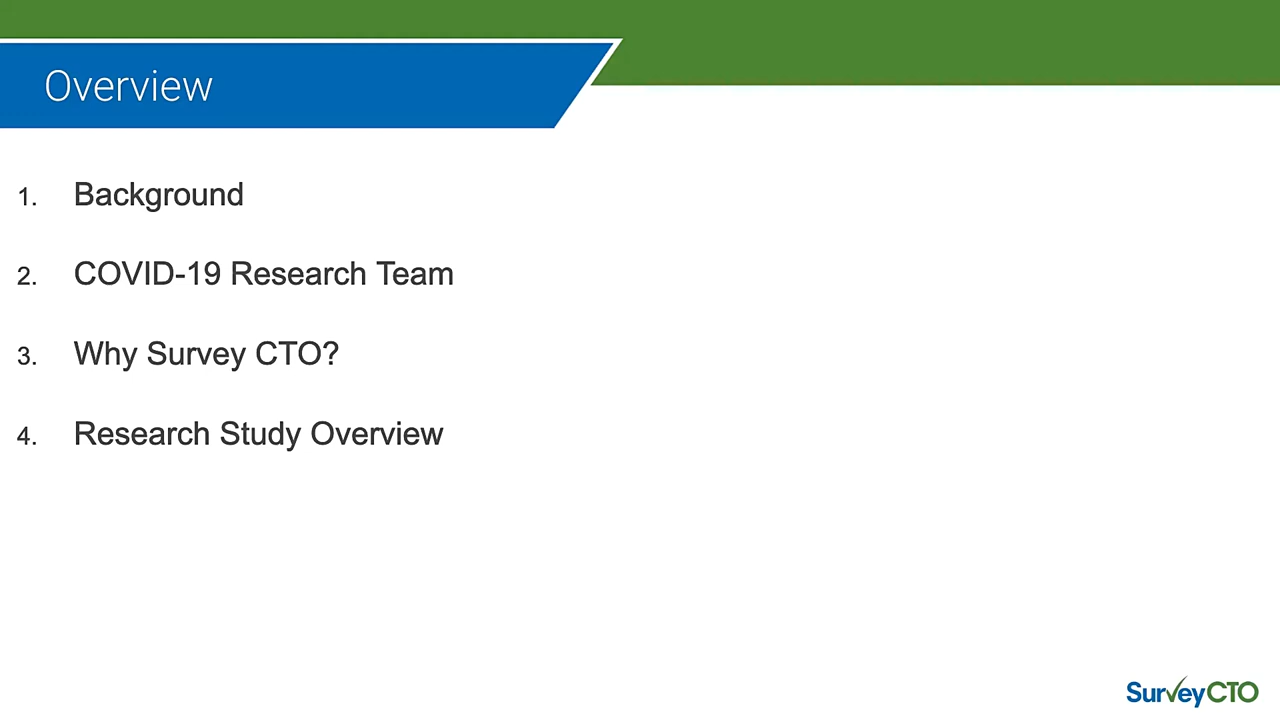 Overview
1. Background
2. COVID-19 Research Team
3. Why Survey CTO?
4. Research Study Overview
SurveyCTO